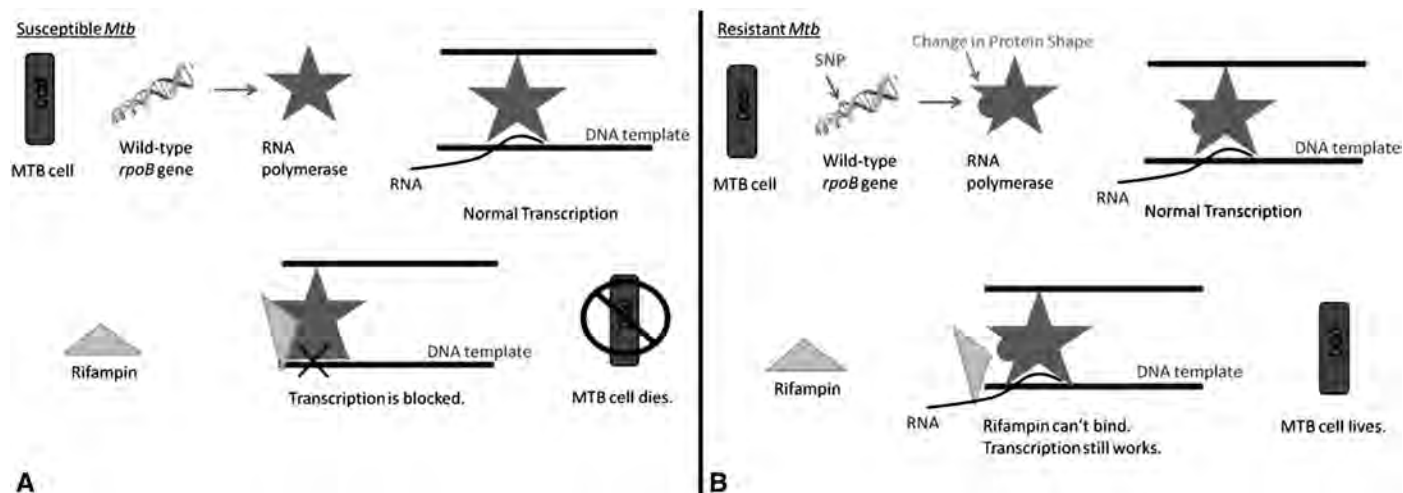 Susceptible Mtb
MTB cell
Wild-type
rpoB gene
RNA
polymerase
DNA template
RNA
Normal Transcription
Rifampin
DNA template
Transcription is blocked.
MTB cell dies.
A
Resistant Mtb
SNP
Change in Protein Shape
MTB cell
Wild-type
rpoB gene
RNA
polymerase
DNA template
RNA
Normal Transcription
Rifampin
DNA template
RNA
Rifampin can't bind.
Transcription still works.
MTB cell lives.
B